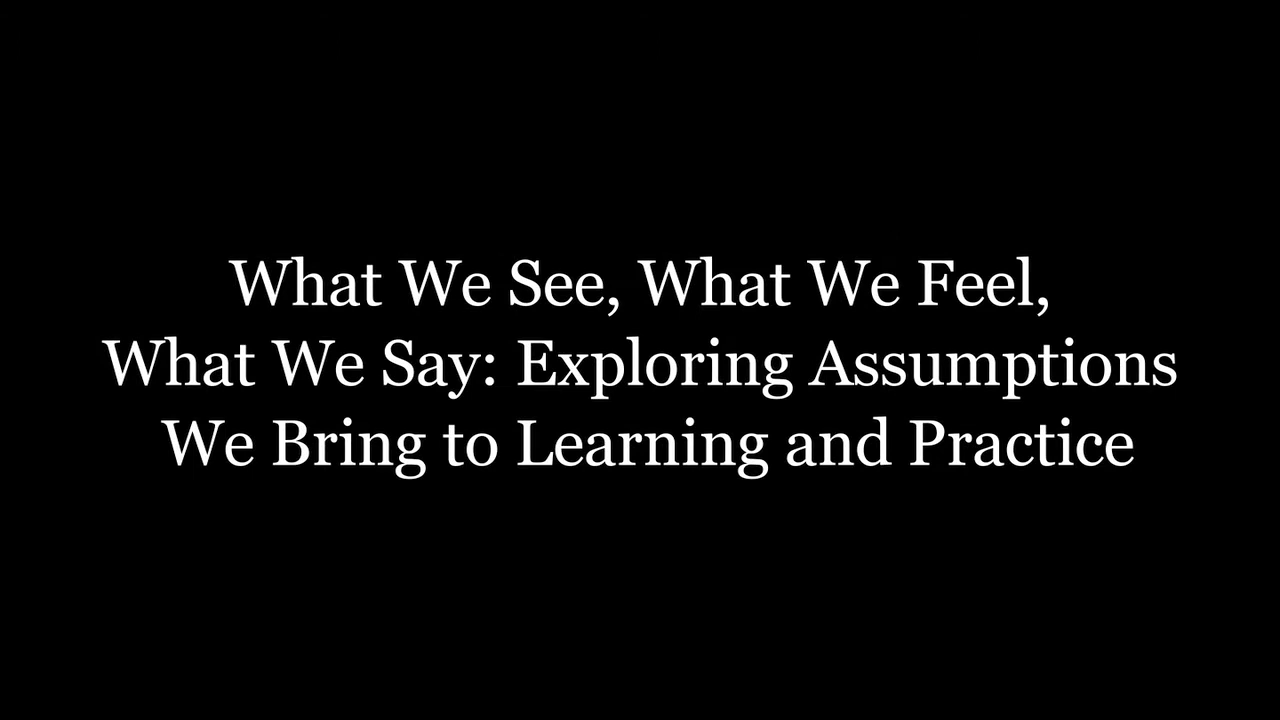 What We See, What We Feel,
What We Say: Exploring Assumptions
We Bring to Learning and Practice